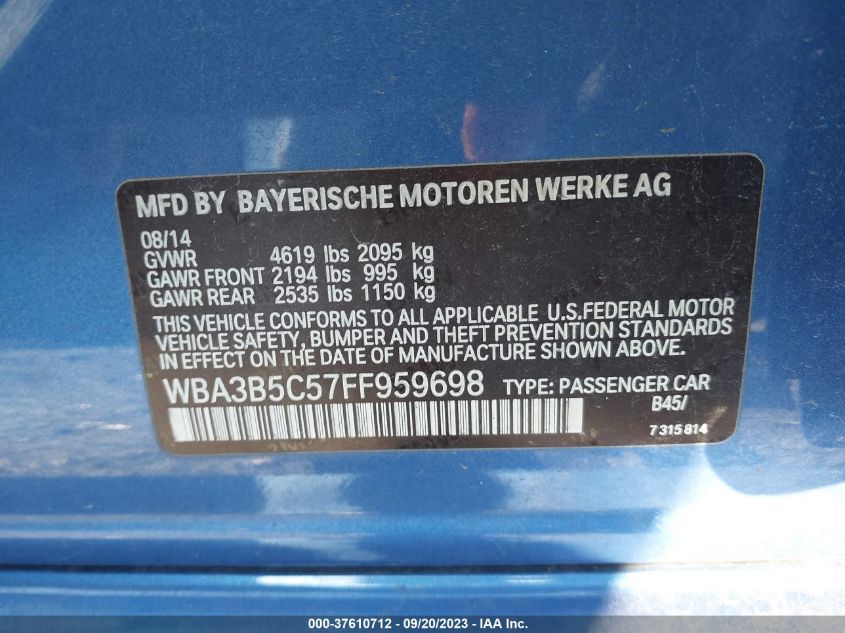 MFD BY BAYERISCHE MOTOREN WERKE AG
08/14
GVWR 4619 lbs 2095 kg
GAWR FRONT 2194 lbs 995 kg
GAWR REAR 2535 lbs 1150 kg
THIS VEHICLE CONFORMS TO ALL APPLICABLE U.S.FEDERAL MOTOR
VEHICLE SAFETY, BUMPER AND THEFT PREVENTION STANDARDS
IN EFFECT ON THE DATE OF MANUFACTURE SHOWN ABOVE.
WBA3B5C57FF959698 TYPE: PASSENGER CAR
B45/
7315814
000-37610712 - 09/20/2023 - © IAA, Inc.